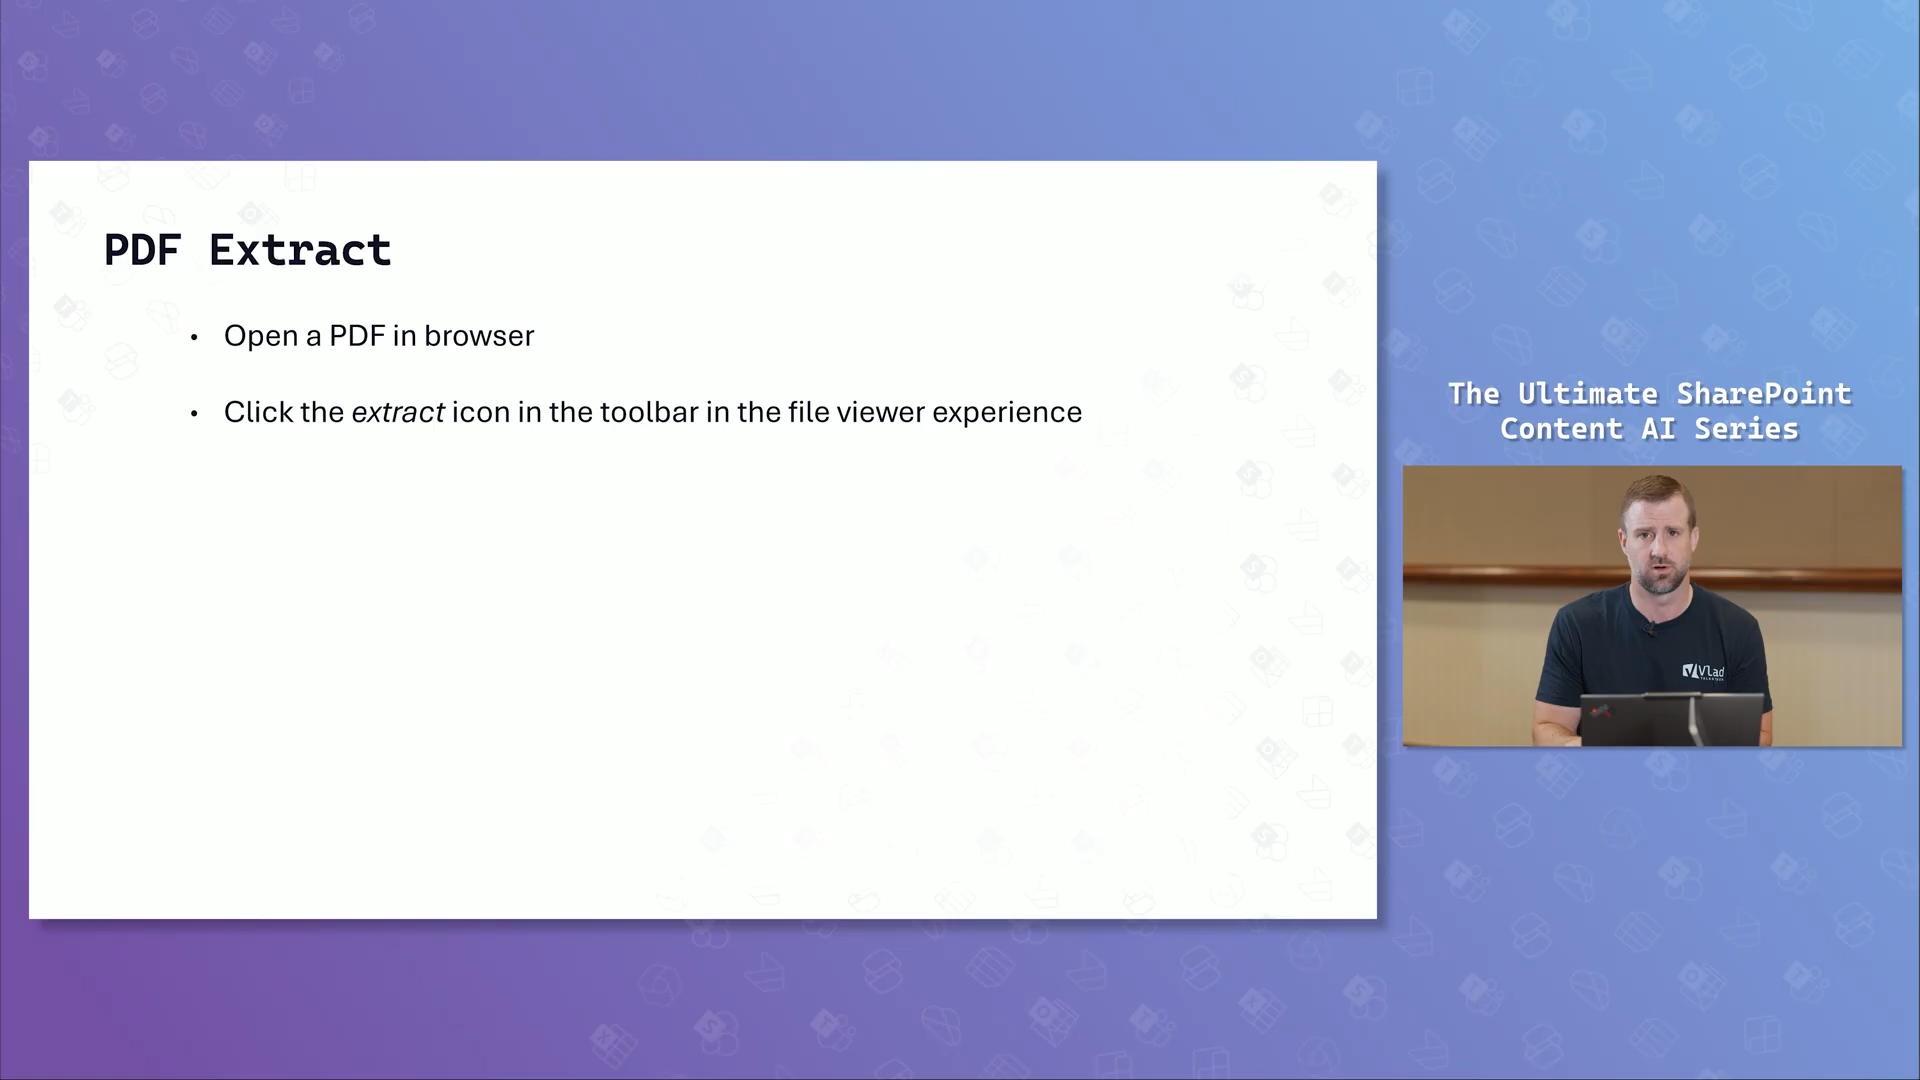 PDF Extract
• Open a PDF in browser
• Click the extract icon in the toolbar in the file viewer experience
The Ultimate SharePoint
Content AI Series
Vlad